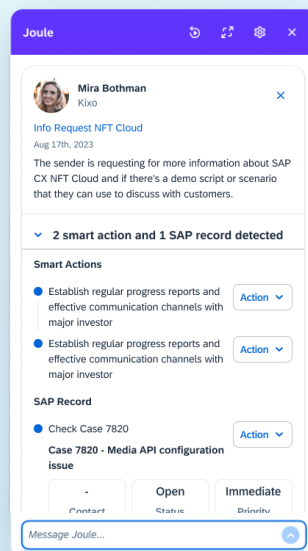 Joule
Mira Bothman
Kixo
Info Request NFT Cloud
Aug 17th, 2023
The sender is requesting for more information about SAP
CX NFT Cloud and if there's a demo script or scenario
that they can use to discuss with customers.
2 smart action and 1 SAP record detected
Smart Actions
Establish regular progress reports and
effective communication channels with
major investor
Action
Establish regular progress reports and
effective communication channels with
major investor
Action
SAP Record
Check Case 7820
Action
Case 7820 - Media API configuration
issue
- Open Immediate
Contact Status Priority
Message Joule...